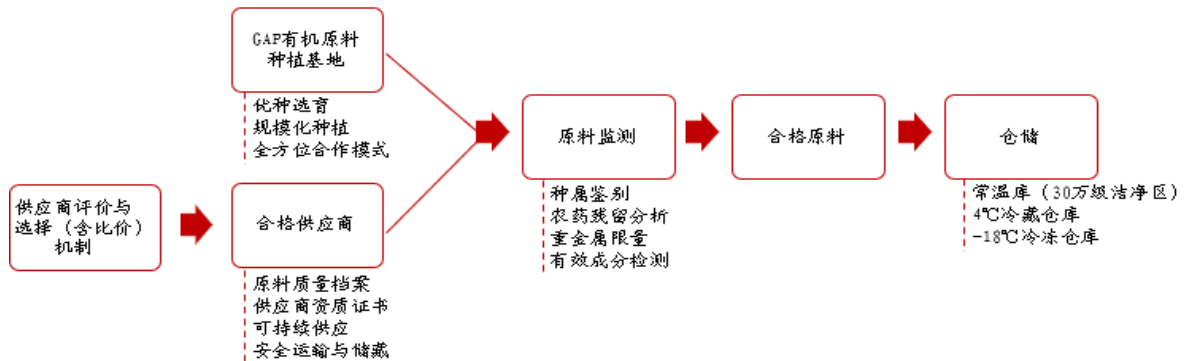 GAP有机原料
种植基地
优种选育
规模化种植
全方位合作模式
供应商评价与
选择（含比价）
机制
合格供应商
原料质量档案
供应商资质证书
可持续供应
安全运输与储藏
原料监测
种属鉴别
农药残留分析
重金属限量
有效成分检测
合格原料
仓储
常温库（30万级洁净区）
4℃冷藏仓库
-18℃冷冻仓库